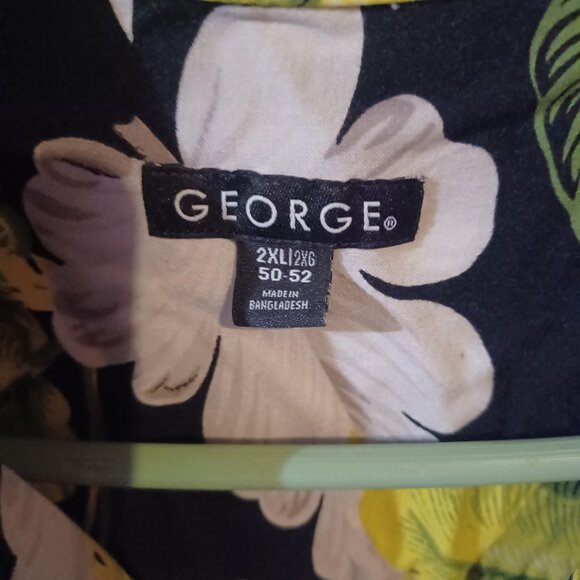 GEORGE®
2XL|2XG
50-52
MADE IN
BANGLADESH